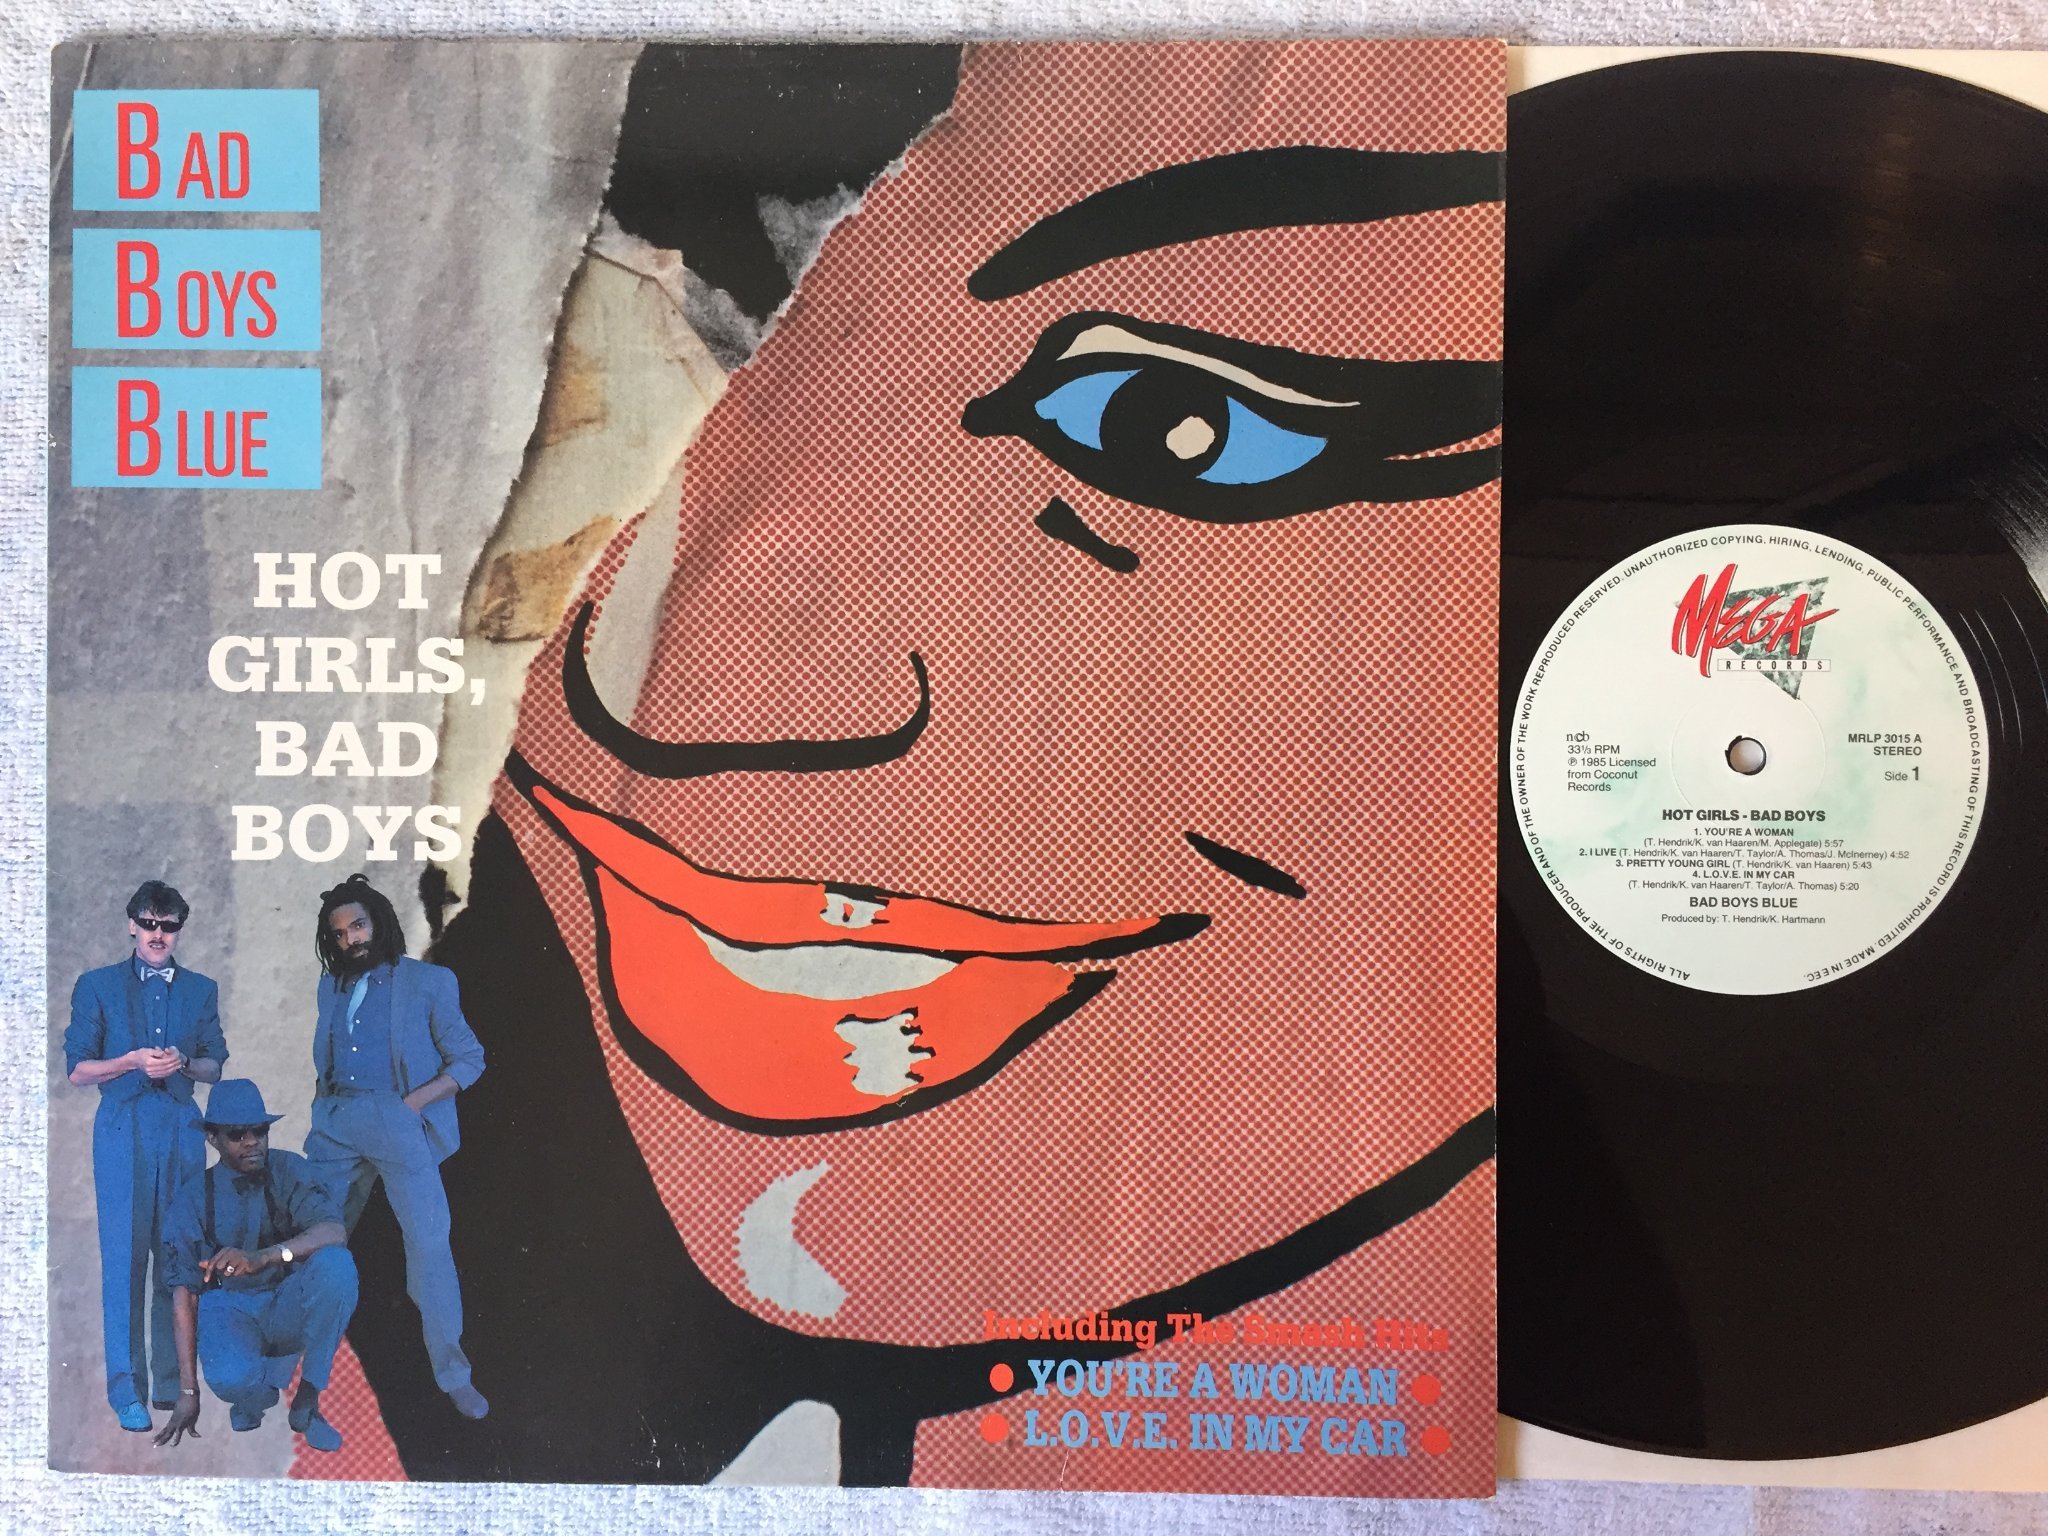 BAD
BOYS
BLUE
HOT
GIRLS,
BAD
BOYS
Including The Smash Hits
• YOU'RE A WOMAN •
• L.O.V.E. IN MY CAR •
ALL RIGHTS OF THE PRODUCER AND OF THE OWNER OF THE WORK REPRODUCED RESERVED. UNAUTHORIZED COPYING, HIRING, LENDING, PUBLIC PERFORMANCE AND BROADCASTING OF THIS RECORD IS PROHIBITED. MADE IN EEC.
MEGA
RECORDS
ncb
33⅓ RPM
℗ 1985 Licensed
from Coconut
Records
MRLP 3015 A
STEREO
Side 1
HOT GIRLS - BAD BOYS
1. YOU'RE A WOMAN
(T. Hendrik/K. van Haaren/M. Applegate) 5:57
2. I LIVE (T. Hendrik/K. van Haaren/T. Taylor/A. Thomas/J. McInerney) 4:52
3. PRETTY YOUNG GIRL (T. Hendrik/K. van Haaren) 5:43
4. L.O.V.E. IN MY CAR
(T. Hendrik/K. van Haaren/T. Taylor/A. Thomas) 5:20
BAD BOYS BLUE
Produced by: T. Hendrik/K. Hartmann